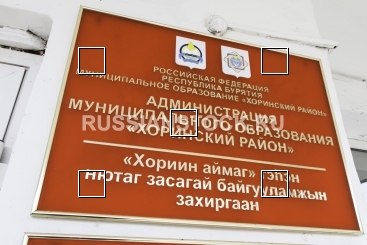 РОССИЙСКАЯ ФЕДЕРАЦИЯ
РЕСПУБЛИКА БУРЯТИЯ
МУНИЦИПАЛЬНОЕ ОБРАЗОВАНИЕ «ХОРИНСКИЙ РАЙОН»
АДМИНИСТРАЦИЯ
МУНИЦИПАЛЬНОГО ОБРАЗОВАНИЯ
«ХОРИНСКИЙ РАЙОН»
«Хориин аймаг» гэһэн
нютаг засагай байгууламжын
захиргаан